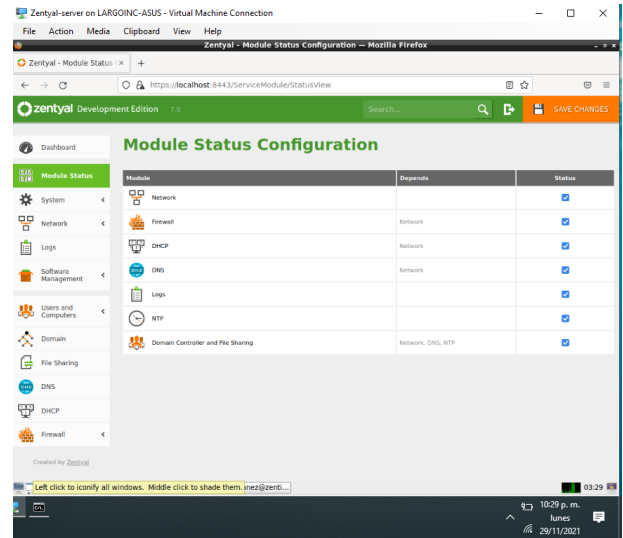 Zentyal-server on LARGOINC-ASUS - Virtual Machine Connection
File Action Media Clipboard View Help
Zentyal - Module Status Configuration — Mozilla Firefox
Zentyal - Module Status
https://localhost:8443/ServiceModule/StatusView
zentyal Development Edition 7.0
Search...
SAVE CHANGES
Dashboard
Module Status
System
Network
Logs
Software
Management
Users and
Computers
Domain
File Sharing
DNS
DHCP
Firewall
Created by Zentyal
Module Status Configuration
Module Depends Status
Network
Firewall Network
DHCP Network
DNS Network
Logs
NTP
Domain Controller and File Sharing Network, DNS, NTP
Left click to iconify all windows. Middle click to shade them.
03:29
10:29 p. m.
lunes
29/11/2021